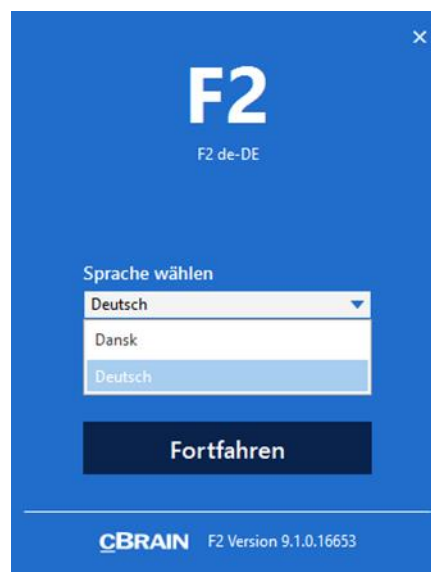 F2
F2 de-DE
Sprache wählen
Deutsch
Dansk
Deutsch
Fortfahren
CBRAIN F2 Version 9.1.0.16653